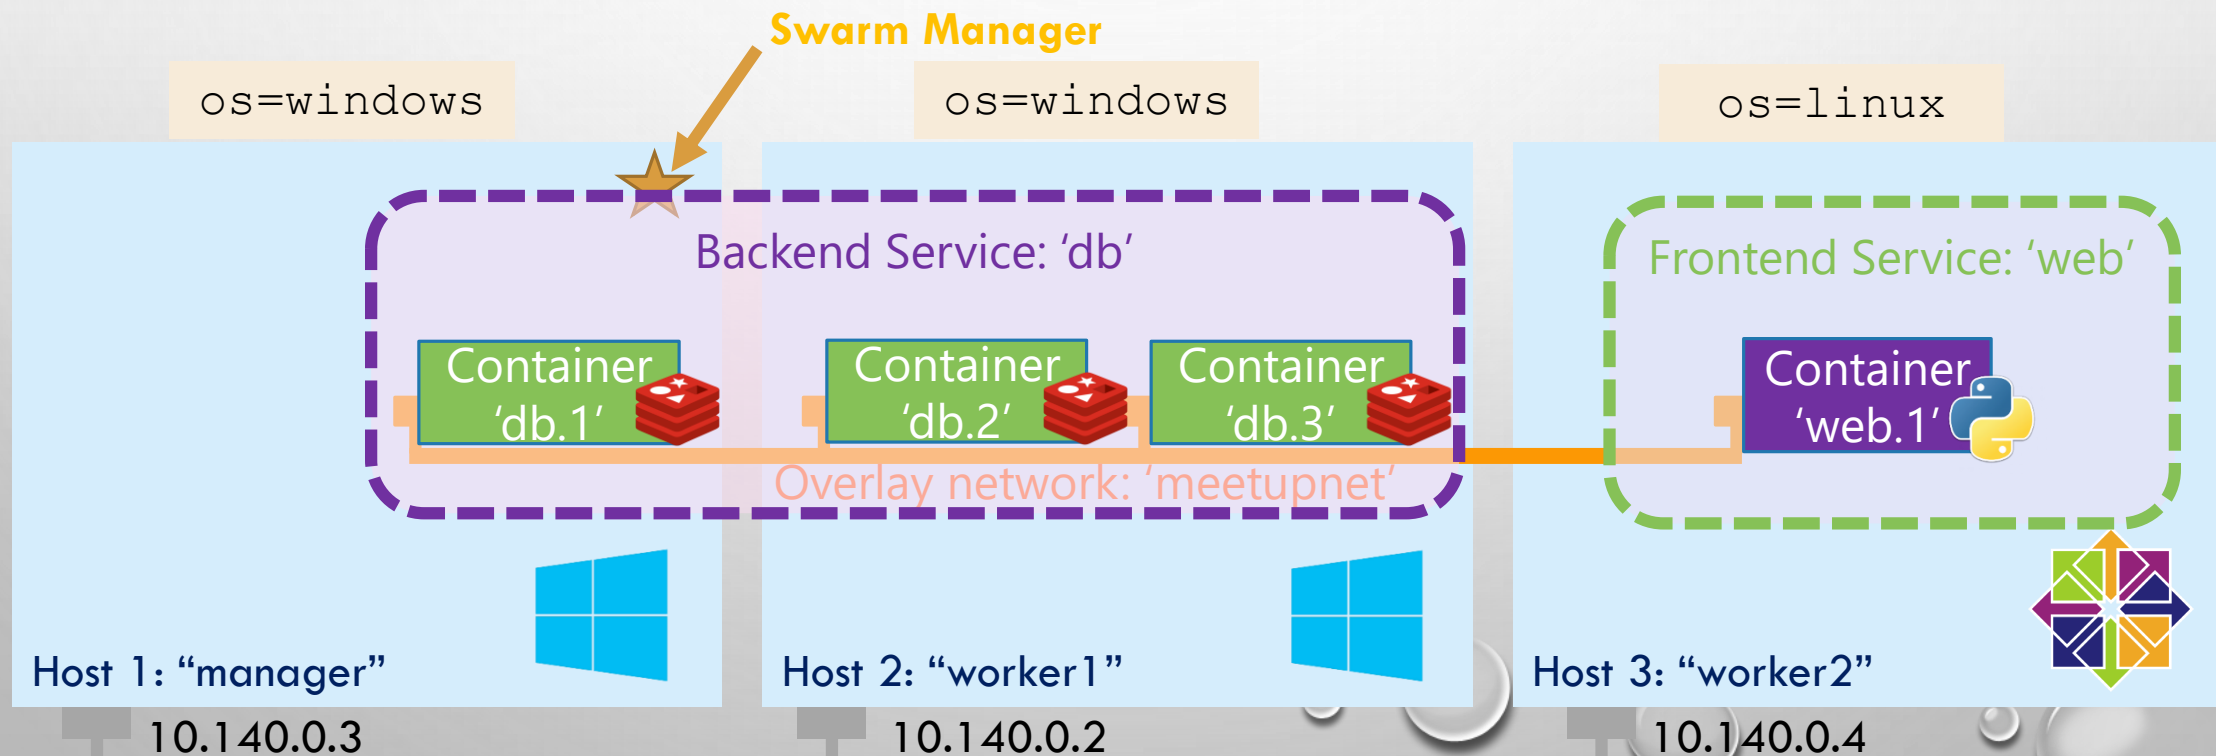 Swarm Manager
os=windows
os=windows
os=linux
Backend Service: ‘db’
Frontend Service: ‘web’
Container
‘db.1’
Container
‘db.2’
Container
‘db.3’
Container
‘web.1’
Overlay network: ‘meetupnet’
Host 1: “manager”
Host 2: “worker1”
Host 3: “worker2”
10.140.0.3
10.140.0.2
10.140.0.4